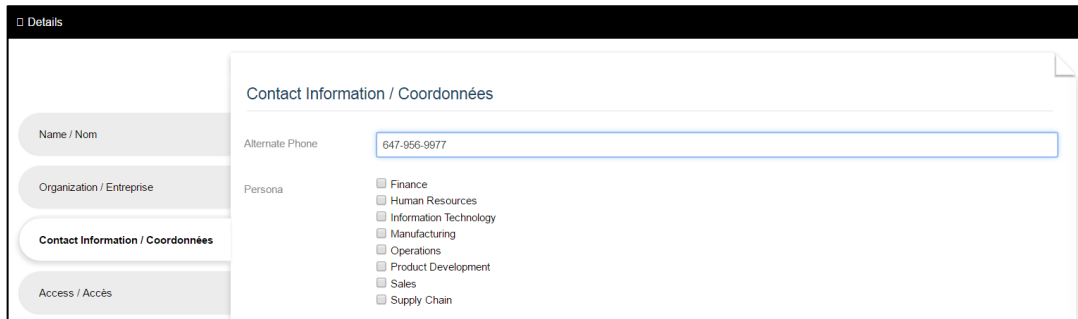 Details
Contact Information / Coordonnées
Name / Nom
Organization / Entreprise
Contact Information / Coordonnées
Access / Accès
Alternate Phone
647-956-9977
Persona
Finance
Human Resources
Information Technology
Manufacturing
Operations
Product Development
Sales
Supply Chain